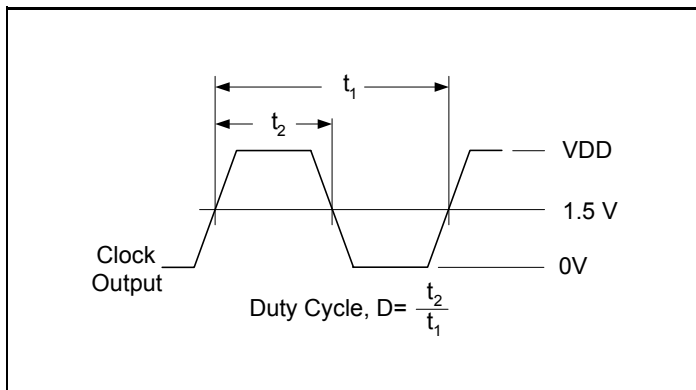 t₁
t₂
VDD
1.5 V
Clock
Output
0V
Duty Cycle, D= t₂
t₁